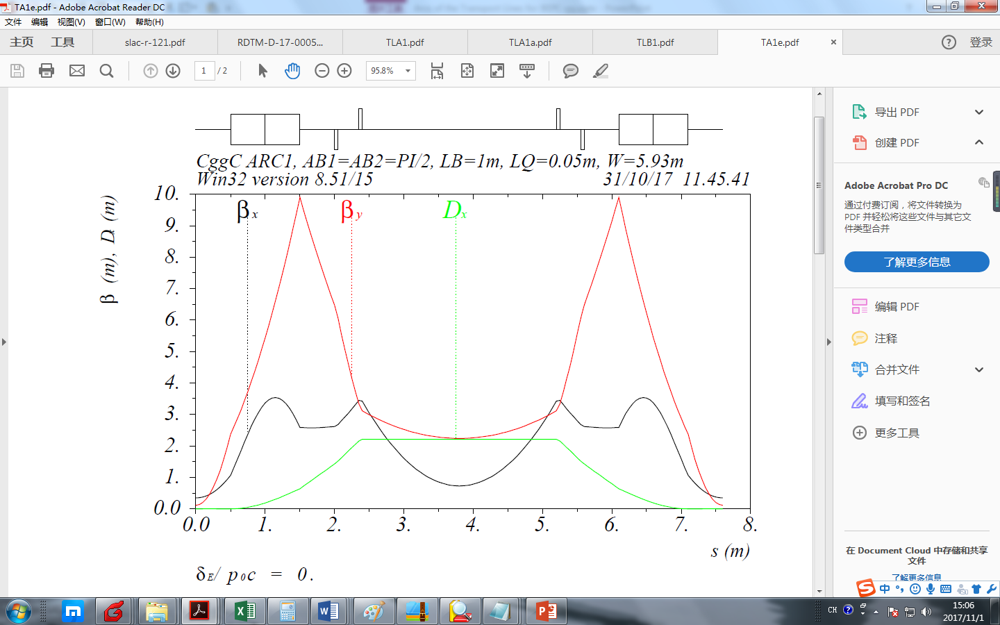 TA1e.pdf - Adobe Acrobat Reader DC
文件 编辑 视图(V) 窗口(W) 帮助(H)
主页 工具 slac-r-121.pdf RDTM-D-17-0005... TLA1.pdf TLA1a.pdf TLB1.pdf TA1e.pdf × 登录
1 / 2 95.8%
CggC ARC1, AB1=AB2=PI/2, LB=1m, LQ=0.05m, W=5.93m
Win32 version 8.51/15 31/10/17 11.45.41
β (m), Dx (m)
βx βy Dx
10.
9.
8.
7.
6.
5.
4.
3.
2.
1.
0.0
0.0 1. 2. 3. 4. 5. 6. 7. 8.
s (m)
δE/ p0c = 0.
导出 PDF
创建 PDF
Adobe Acrobat Pro DC
通过付费订阅，将文件转换为
PDF 并轻松将这些文件与其它文
件类型合并
了解更多信息
编辑 PDF
注释
合并文件
填写和签名
更多工具
在 Document Cloud 中存储和共享
文件
了解更多信息
中
CH 15:06
2017/11/1